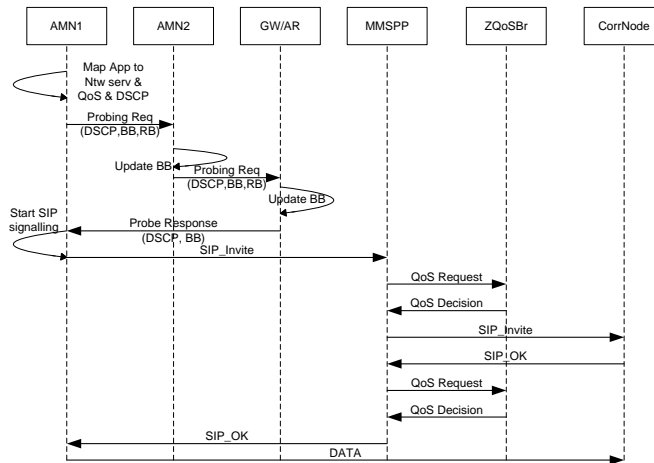 AMN1
AMN2
GW/AR
MMSPP
ZQoSBr
CorrNode
Map App to
Ntw serv &
QoS & DSCP
Probing Req
(DSCP,BB,RB)
Update BB
Probing Req
(DSCP,BB,RB)
Update BB
Start SIP
signalling
Probe Response
(DSCP, BB)
SIP_Invite
QoS Request
QoS Decision
SIP_Invite
SIP_OK
QoS Request
QoS Decision
SIP_OK
DATA